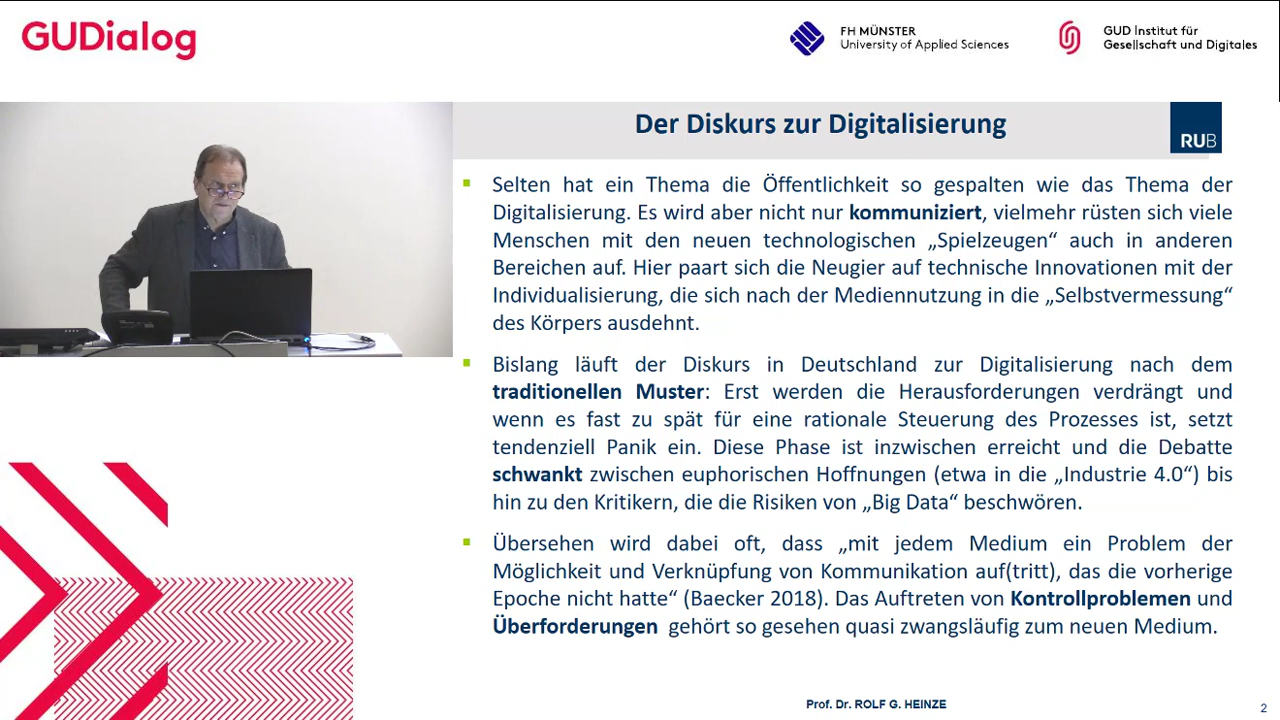 GUDialog
FH MÜNSTER
University of Applied Sciences
GUD Institut für
Gesellschaft und Digitales
Der Diskurs zur Digitalisierung
RUB
Selten hat ein Thema die Öffentlichkeit so gespalten wie das Thema der
Digitalisierung. Es wird aber nicht nur kommuniziert, vielmehr rüsten sich viele
Menschen mit den neuen technologischen „Spielzeugen“ auch in anderen
Bereichen auf. Hier paart sich die Neugier auf technische Innovationen mit der
Individualisierung, die sich nach der Mediennutzung in die „Selbstvermessung“
des Körpers ausdehnt.
Bislang läuft der Diskurs in Deutschland zur Digitalisierung nach dem
traditionellen Muster: Erst werden die Herausforderungen verdrängt und
wenn es fast zu spät für eine rationale Steuerung des Prozesses ist, setzt
tendenziell Panik ein. Diese Phase ist inzwischen erreicht und die Debatte
schwankt zwischen euphorischen Hoffnungen (etwa in die „Industrie 4.0“) bis
hin zu den Kritikern, die die Risiken von „Big Data“ beschwören.
Übersehen wird dabei oft, dass „mit jedem Medium ein Problem der
Möglichkeit und Verknüpfung von Kommunikation auf(tritt), das die vorherige
Epoche nicht hatte“ (Baecker 2018). Das Auftreten von Kontrollproblemen und
Überforderungen gehört so gesehen quasi zwangsläufig zum neuen Medium.
Prof. Dr. ROLF G. HEINZE
2